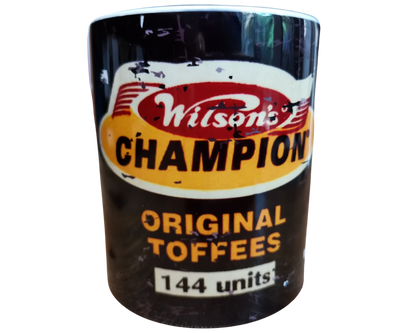 Wilson's
CHAMPION
ORIGINAL
TOFFEES
144 units